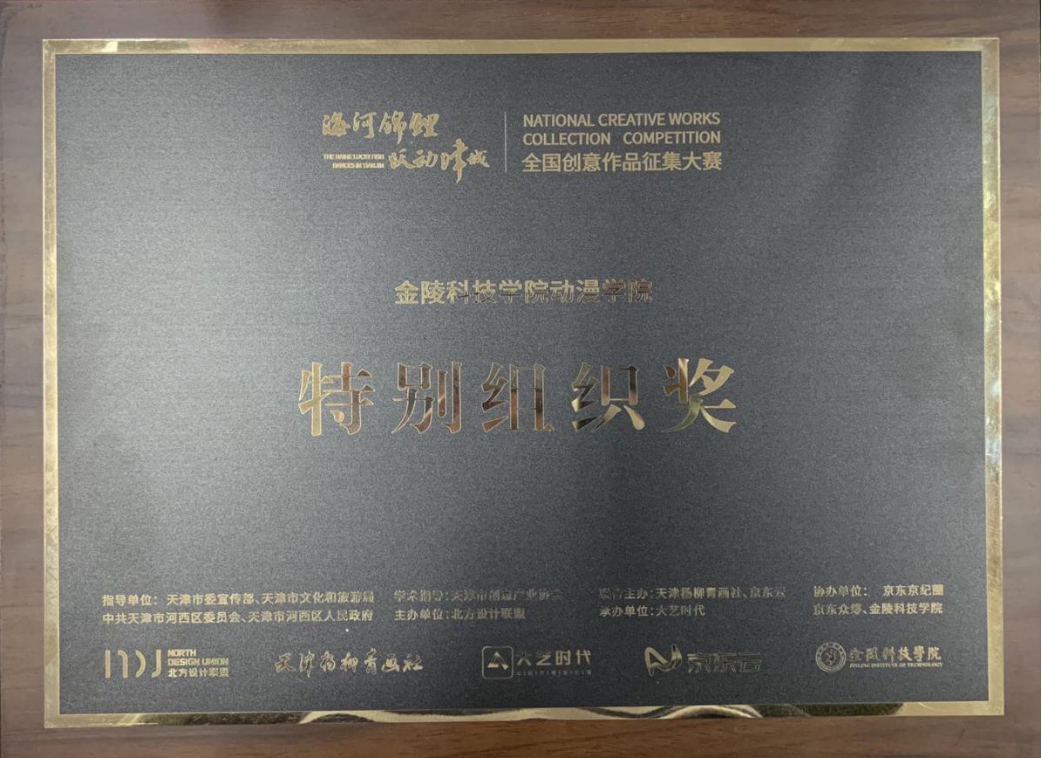 海河锦鲤
跃动津城
NATIONAL CREATIVE WORKS
COLLECTION COMPETITION
全国创意作品征集大赛
金陵科技学院动漫学院
特别组织奖
指导单位: 天津市委宣传部、天津市文化和旅游局
中共天津市河西区委员会、天津市河西区人民政府
学术指导:天津市创意产业协会
主办单位:北方设计联盟
联合主办:天津杨柳青画社、京东云
承办单位:大艺时代
协办单位: 京东京纪圈
京东众筹、金陵科技学院
NORTH
DESIGN UNION
北方设计联盟
天津杨柳青画社
大艺时代
京东云
金陵科技學院
JINLING INSTITUTE OF TECHNOLOGY